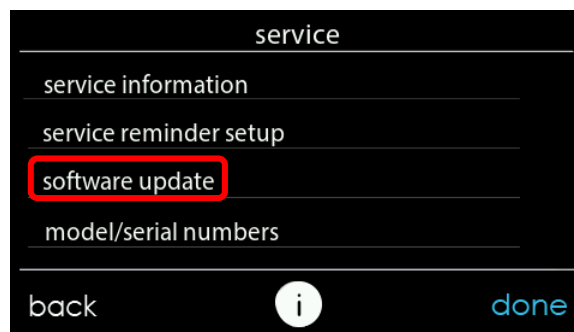 service
service information
service reminder setup
software update
model/serial numbers
back i done